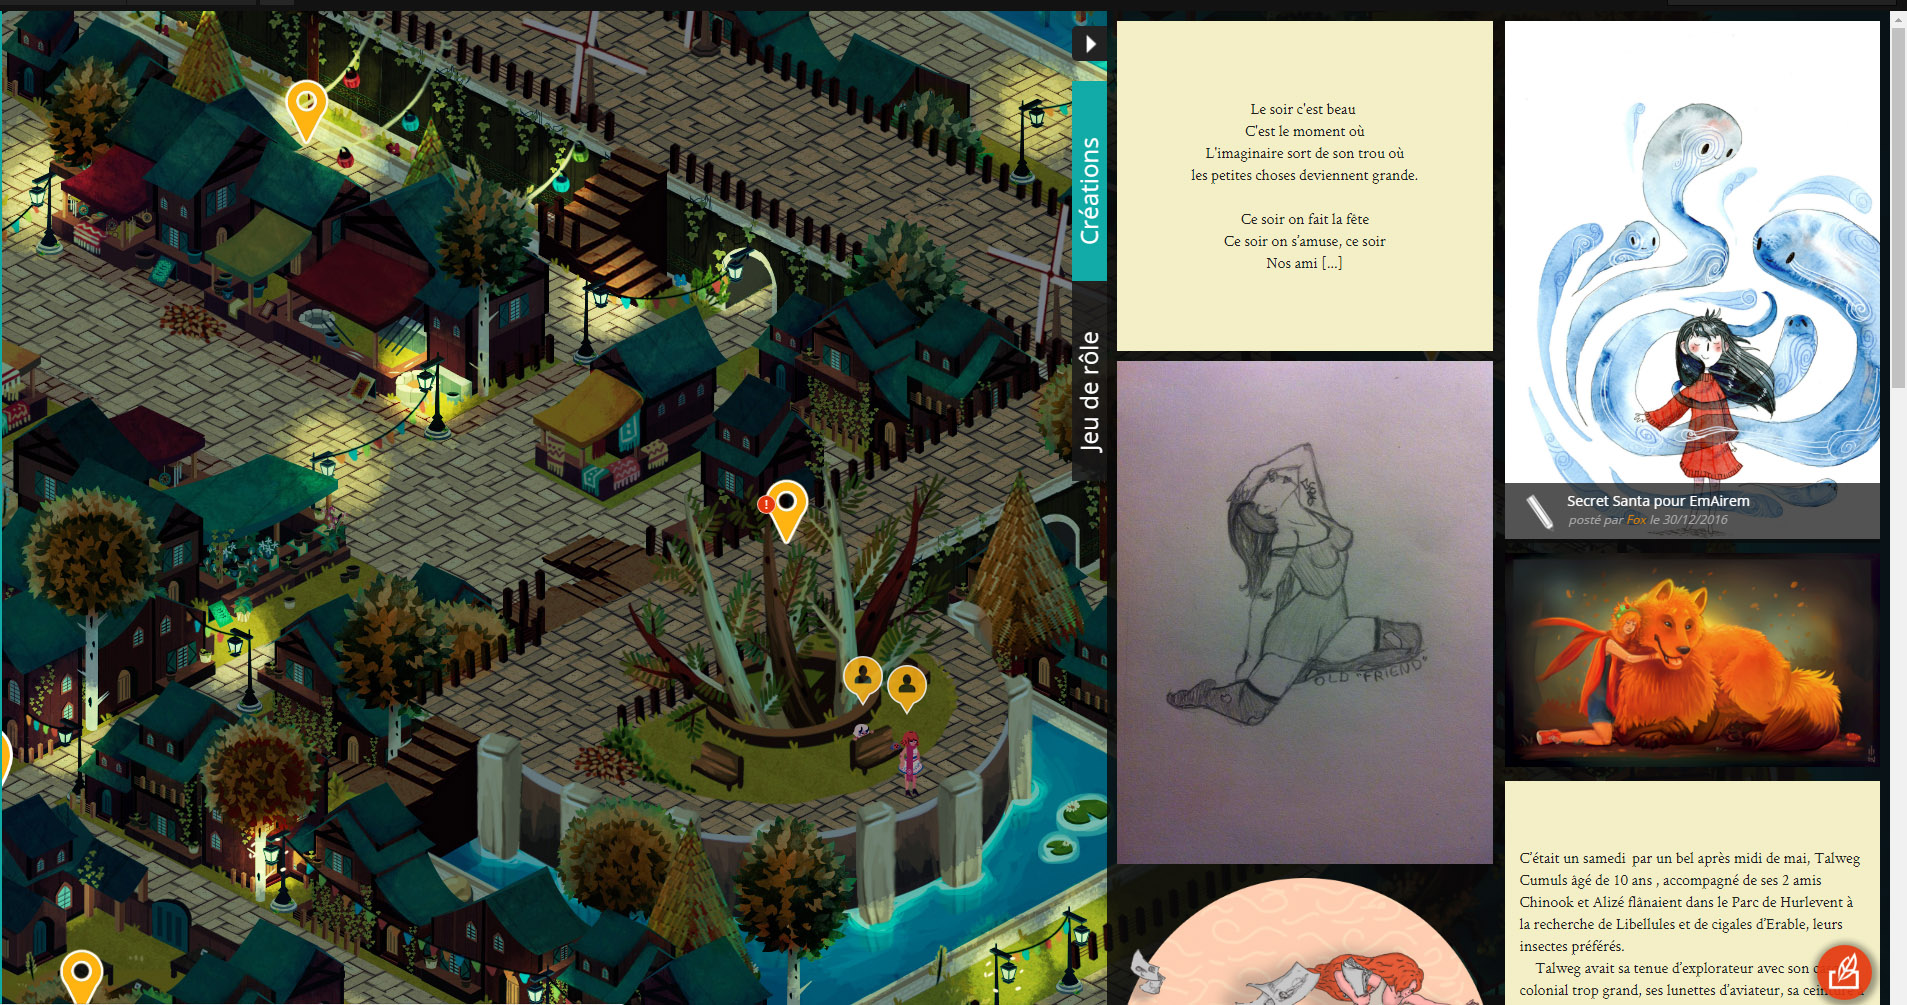 Créations
Jeu de rôle
Le soir c'est beau
C'est le moment où
L'imaginaire sort de son trou où
les petites choses deviennent grande.
Ce soir on fait la fête
Ce soir on s’amuse, ce soir
Nos ami [...]
OLD "FRIEND"
Secret Santa pour EmAirem
posté par Fox le 30/12/2016
C’était un samedi par un bel après midi de mai, Talweg
Cumuls âgé de 10 ans , accompagné de ses 2 amis
Chinook et Alizé flânaient dans le Parc de Hurlevent à
la recherche de Libellules et de cigales d’Erable, leurs
insectes préférés.
Talweg avait sa tenue d’explorateur avec son
colonial trop grand, ses lunettes d’aviateur, sa